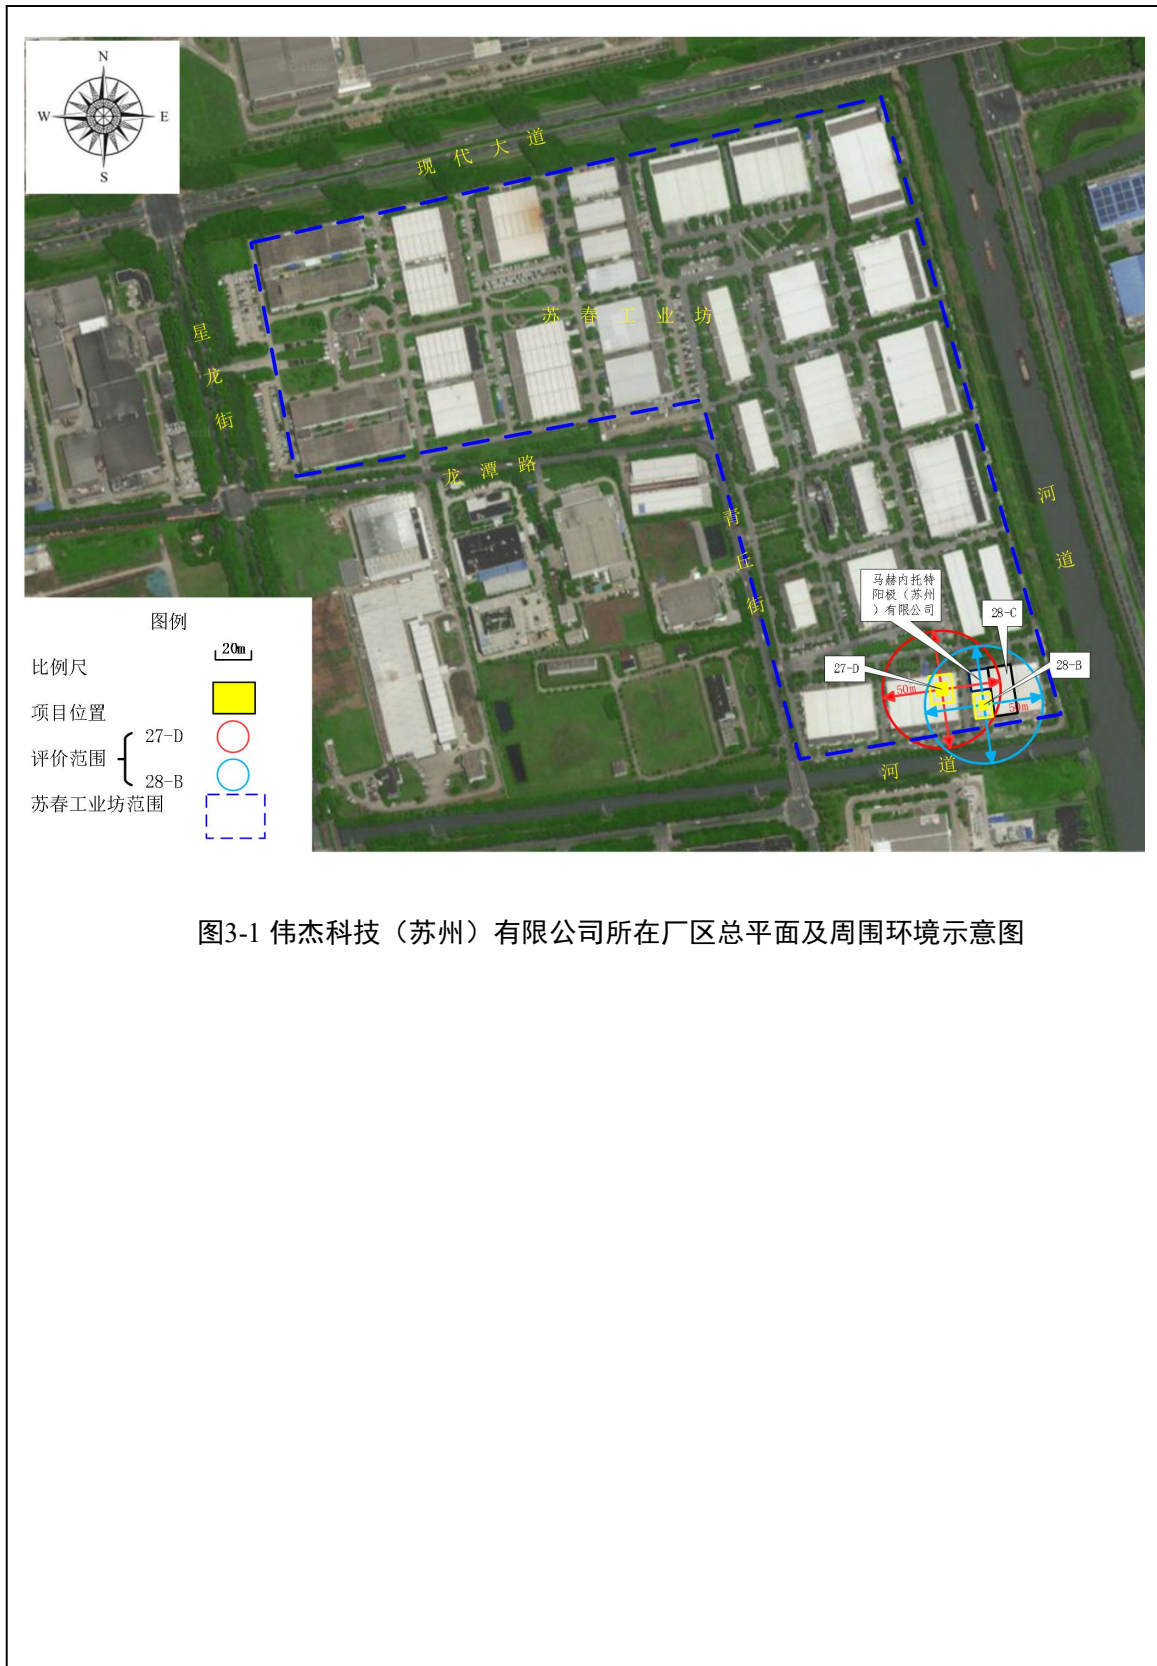 N
W
E
S
现代大道
星龙街
苏春工业坊
龙潭路
青丘街
河道
马赫内托特
阳极（苏州
）有限公司
28-C
27-D
28-B
50m
50m
河道
图例
比例尺
20m
项目位置
27-D
评价范围
28-B
苏春工业坊范围
图3-1 伟杰科技（苏州）有限公司所在厂区总平面及周围环境示意图